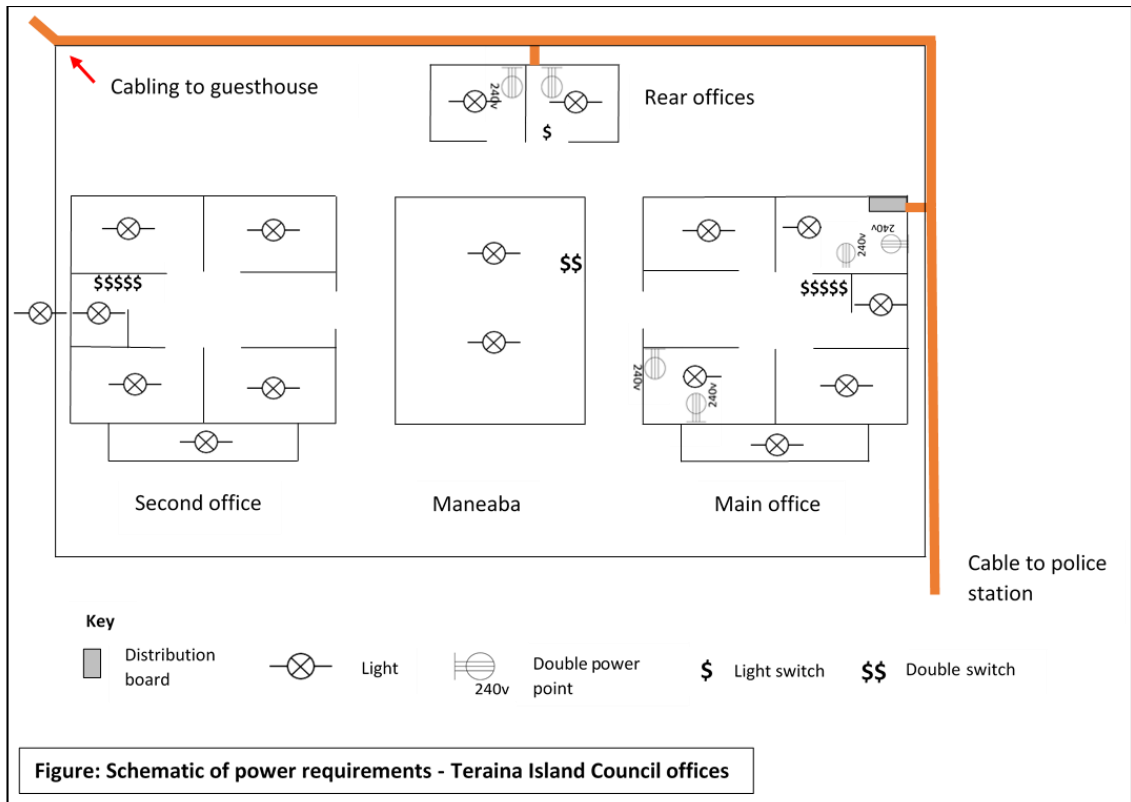 Cabling to guesthouse
240v
Rear offices
$
$$
240v
240v
$$$$$
$$$$$
240v
240v
Second office
Maneaba
Main office
Cable to police
station
Key
Distribution
board
Light
240v
Double power
point
$
Light switch
$$
Double switch
Figure: Schematic of power requirements - Teraina Island Council offices